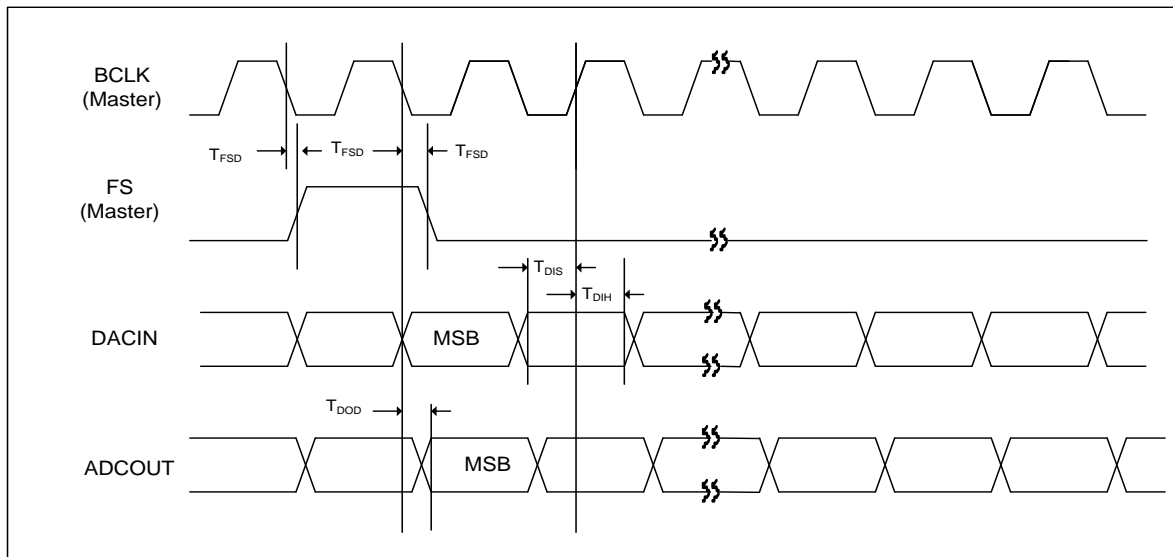 BCLK
(Master)
TFSD TFSD TFSD
FS
(Master)
TDIS
TDIH
DACIN
MSB
TDOD
ADCOUT
MSB